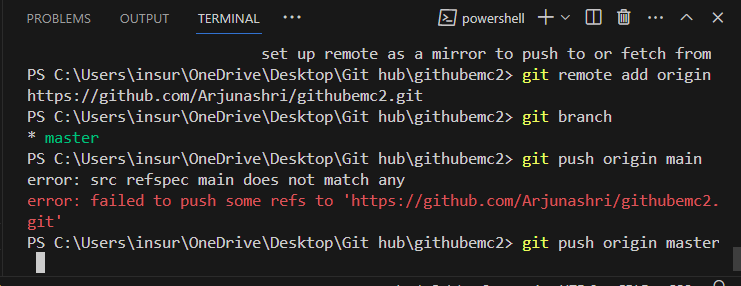 PROBLEMS OUTPUT TERMINAL ... powershell
set up remote as a mirror to push to or fetch from
PS C:\Users\insur\OneDrive\Desktop\Git hub\githubemc2> git remote add origin
https://github.com/Arjunashri/githubemc2.git
PS C:\Users\insur\OneDrive\Desktop\Git hub\githubemc2> git branch
* master
PS C:\Users\insur\OneDrive\Desktop\Git hub\githubemc2> git push origin main
error: src refspec main does not match any
error: failed to push some refs to 'https://github.com/Arjunashri/githubemc2.
git'
PS C:\Users\insur\OneDrive\Desktop\Git hub\githubemc2> git push origin master